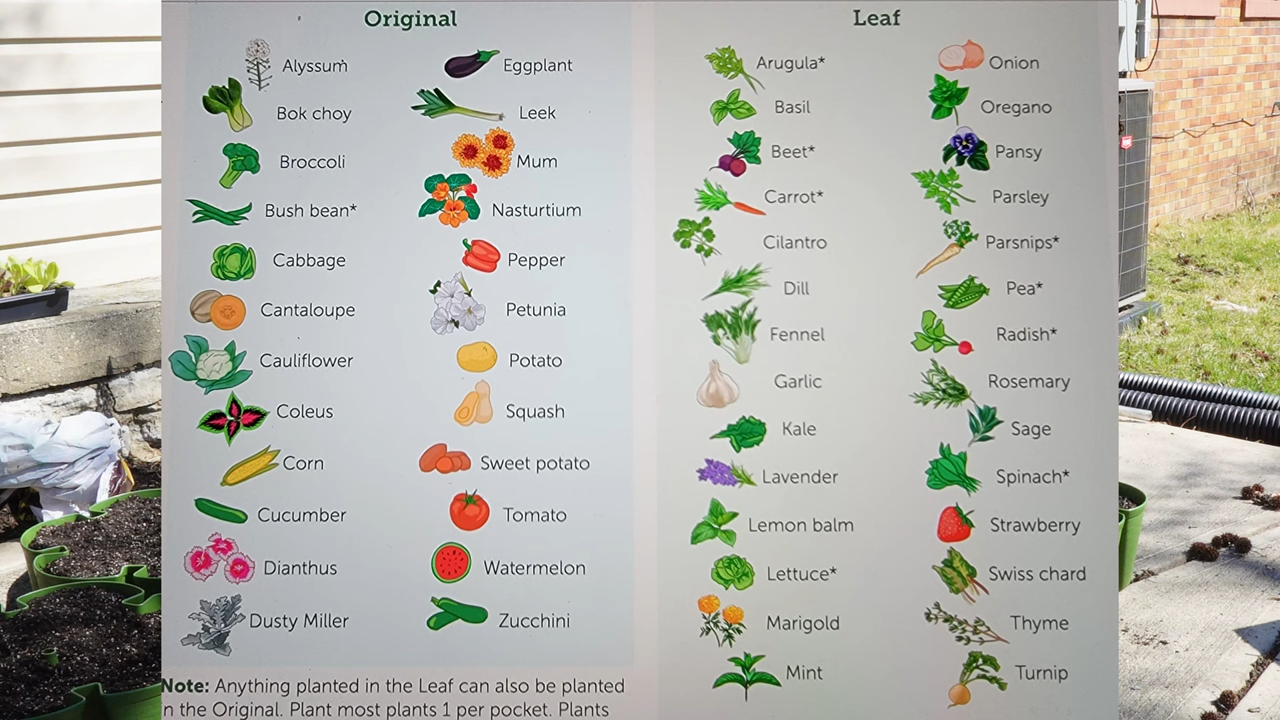 Original
Alyssum
Bok choy
Broccoli
Bush bean*
Cabbage
Cantaloupe
Cauliflower
Coleus
Corn
Cucumber
Dianthus
Dusty Miller
Eggplant
Leek
Mum
Nasturtium
Pepper
Petunia
Potato
Squash
Sweet potato
Tomato
Watermelon
Zucchini
Note: Anything planted in the Leaf can also be planted
n the Original. Plant most plants 1 per pocket. Plants
Leaf
Arugula*
Basil
Beet*
Carrot*
Cilantro
Dill
Fennel
Garlic
Kale
Lavender
Lemon balm
Lettuce*
Marigold
Mint
Onion
Oregano
Pansy
Parsley
Parsnips*
Pea*
Radish*
Rosemary
Sage
Spinach*
Strawberry
Swiss chard
Thyme
Turnip